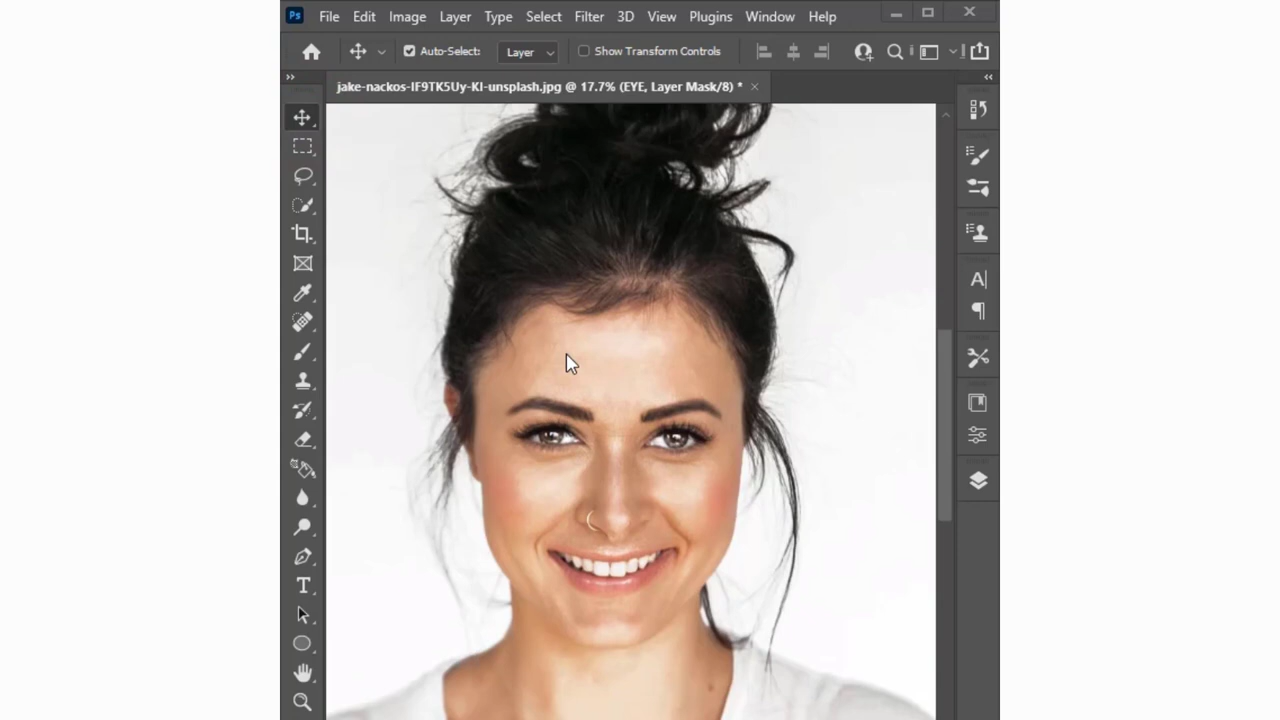 Ps File Edit Image Layer Type Select Filter 3D View Plugins Window Help
Auto-Select: Layer Show Transform Controls
jake-nackos-IF9TK5Uy-KI-unsplash.jpg @ 17.7% (EYE, Layer Mask/8) *